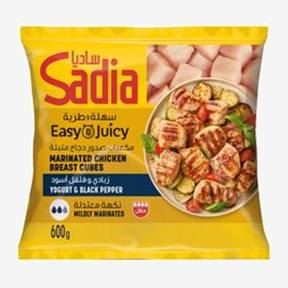 ساديا
Sadia
سهلة وطرية
Easy & Juicy
مكعبات صدور دجاج متبلة
MARINATED CHICKEN
BREAST CUBES
زبادي وفلفل أسود
YOGURT & BLACK PEPPER
نكهة معتدلة
MILDLY MARINATED
حلال
600g